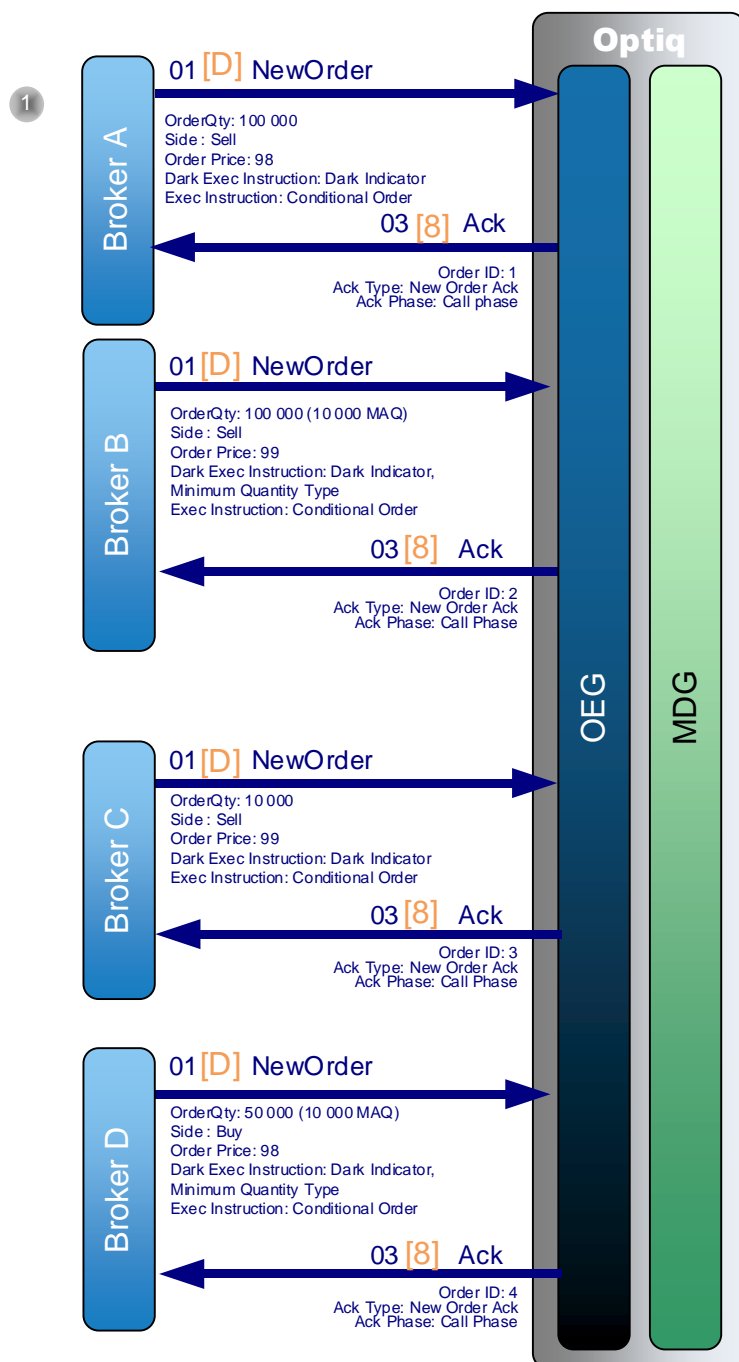 Optiq
1
Broker A
01 [D] NewOrder
OrderQty: 100 000
Side : Sell
Order Price: 98
Dark Exec Instruction: Dark Indicator
Exec Instruction: Conditional Order
03 [8] Ack
Order ID: 1
Ack Type: New Order Ack
Ack Phase: Call phase
Broker B
01 [D] NewOrder
OrderQty: 100 000 (10 000 MAQ)
Side : Sell
Order Price: 99
Dark Exec Instruction: Dark Indicator,
Minimum Quantity Type
Exec Instruction: Conditional Order
03 [8] Ack
Order ID: 2
Ack Type: New Order Ack
Ack Phase: Call Phase
OEG
MDG
Broker C
01 [D] NewOrder
OrderQty: 10 000
Side : Sell
Order Price: 99
Dark Exec Instruction: Dark Indicator
Exec Instruction: Conditional Order
03 [8] Ack
Order ID: 3
Ack Type: New Order Ack
Ack Phase: Call Phase
Broker D
01 [D] NewOrder
OrderQty: 50 000 (10 000 MAQ)
Side : Buy
Order Price: 98
Dark Exec Instruction: Dark Indicator,
Minimum Quantity Type
Exec Instruction: Conditional Order
03 [8] Ack
Order ID: 4
Ack Type: New Order Ack
Ack Phase: Call Phase